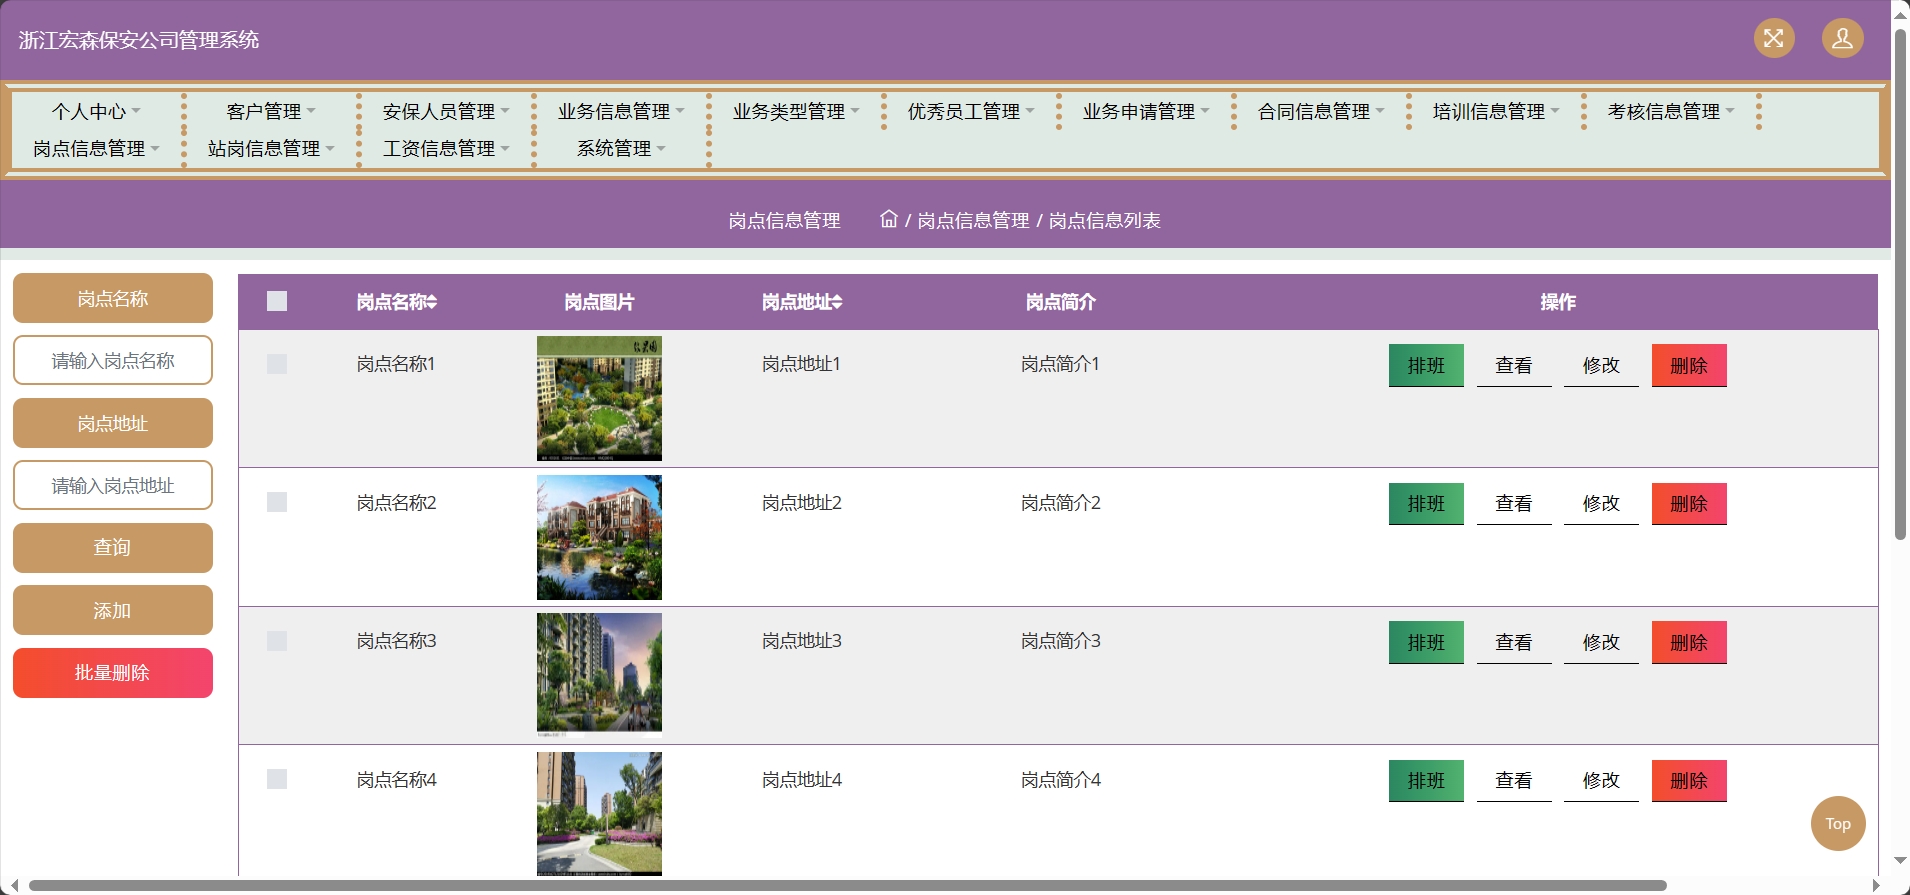 浙江宏森保安公司管理系统
个人中心 客户管理 安保人员管理 业务信息管理 业务类型管理 优秀员工管理 业务申请管理 合同信息管理 培训信息管理 考核信息管理
岗点信息管理 站岗信息管理 工资信息管理 系统管理
岗点信息管理 / 岗点信息管理 / 岗点信息列表
岗点名称
请输入岗点名称
岗点地址
请输入岗点地址
查询
添加
批量删除
岗点名称 岗点图片 岗点地址 岗点简介 操作
岗点名称1 岗点地址1 岗点简介1 排班 查看 修改 删除
岗点名称2 岗点地址2 岗点简介2 排班 查看 修改 删除
岗点名称3 岗点地址3 岗点简介3 排班 查看 修改 删除
岗点名称4 岗点地址4 岗点简介4 排班 查看 修改 删除
Top